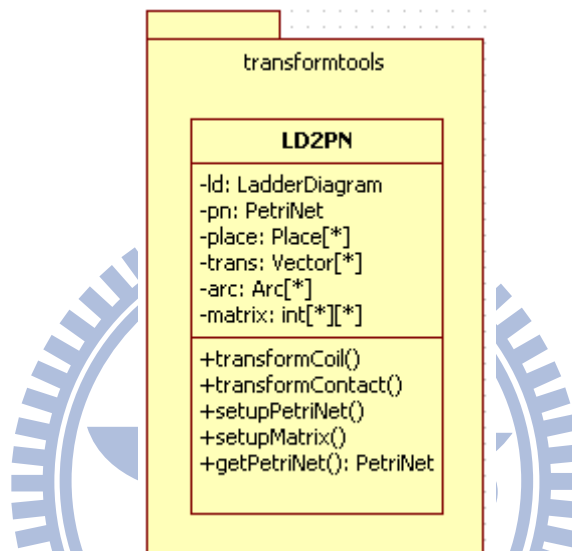 transformtools
LD2PN
-ld: LadderDiagram
-pn: PetriNet
-place: Place[*]
-trans: Vector[*]
-arc: Arc[*]
-matrix: int[*][*]
+transformCoil()
+transformContact()
+setupPetriNet()
+setupMatrix()
+getPetriNet(): PetriNet